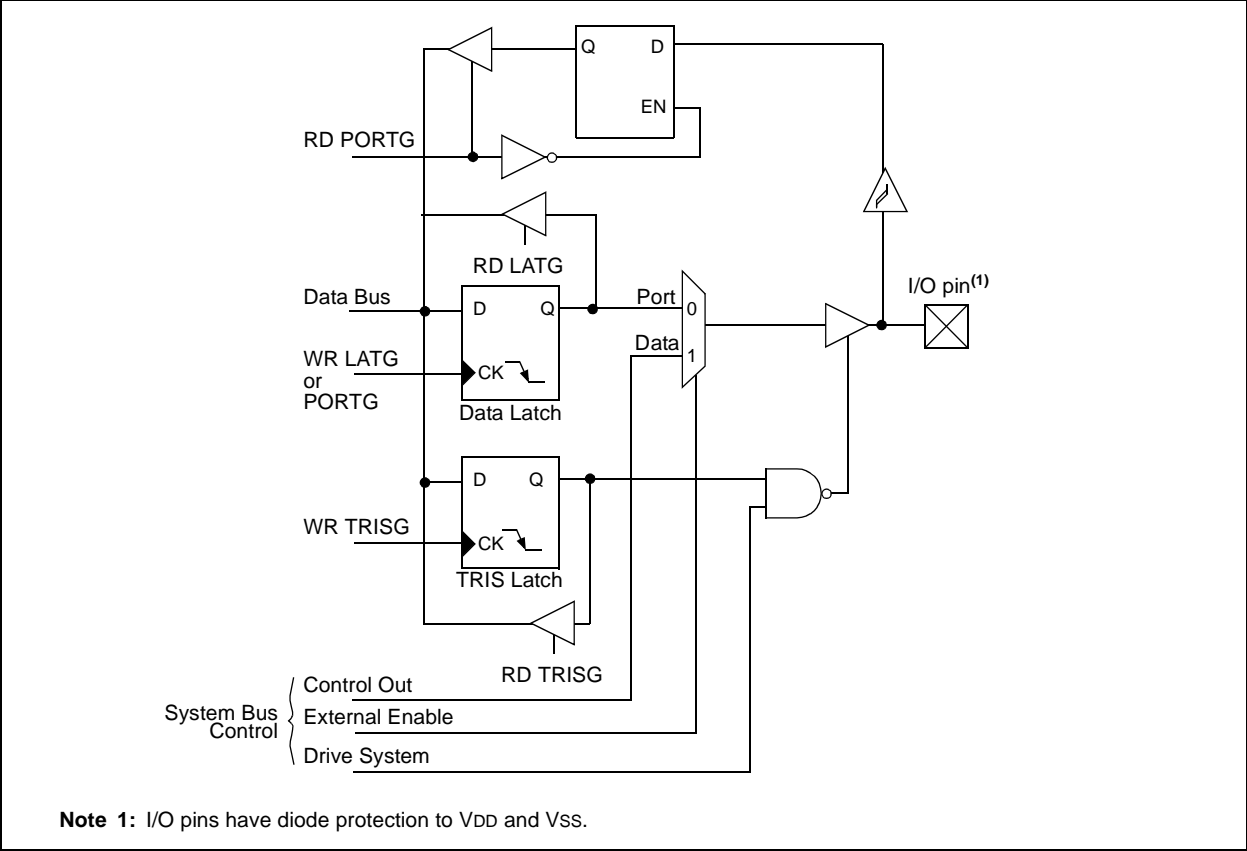 Q
D
EN
RD PORTG
RD LATG
I/O pin(1)
Data Bus
D
Q
Port
0
Data
1
WR LATG
or
PORTG
CK
Data Latch
D
Q
WR TRISG
CK
TRIS Latch
RD TRISG
System Bus
Control
Control Out
External Enable
Drive System
Note 1: I/O pins have diode protection to VDD and VSS.